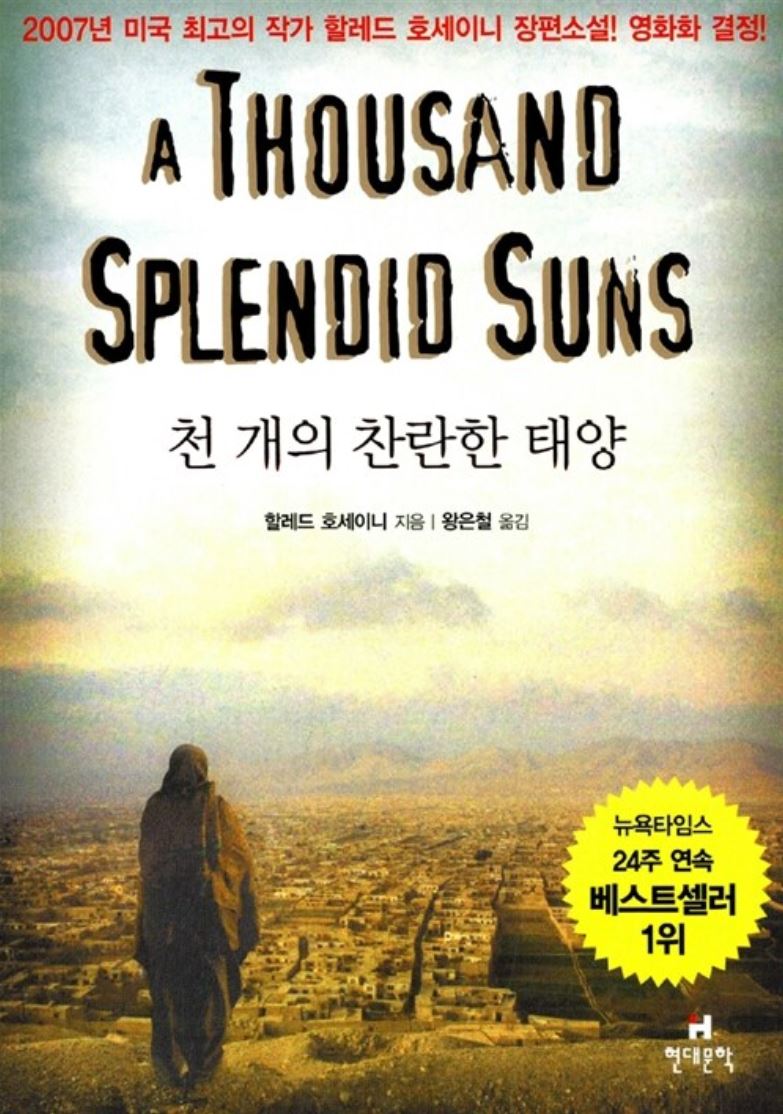 2007년 미국 최고의 작가 할레드 호세이니 장편소설! 영화화 결정!
A THOUSAND
SPLENDID SUNS
천 개의 찬란한 태양
할레드 호세이니 지음 | 왕은철 옮김
뉴욕타임스
24주 연속
베스트셀러
1위
현대문학